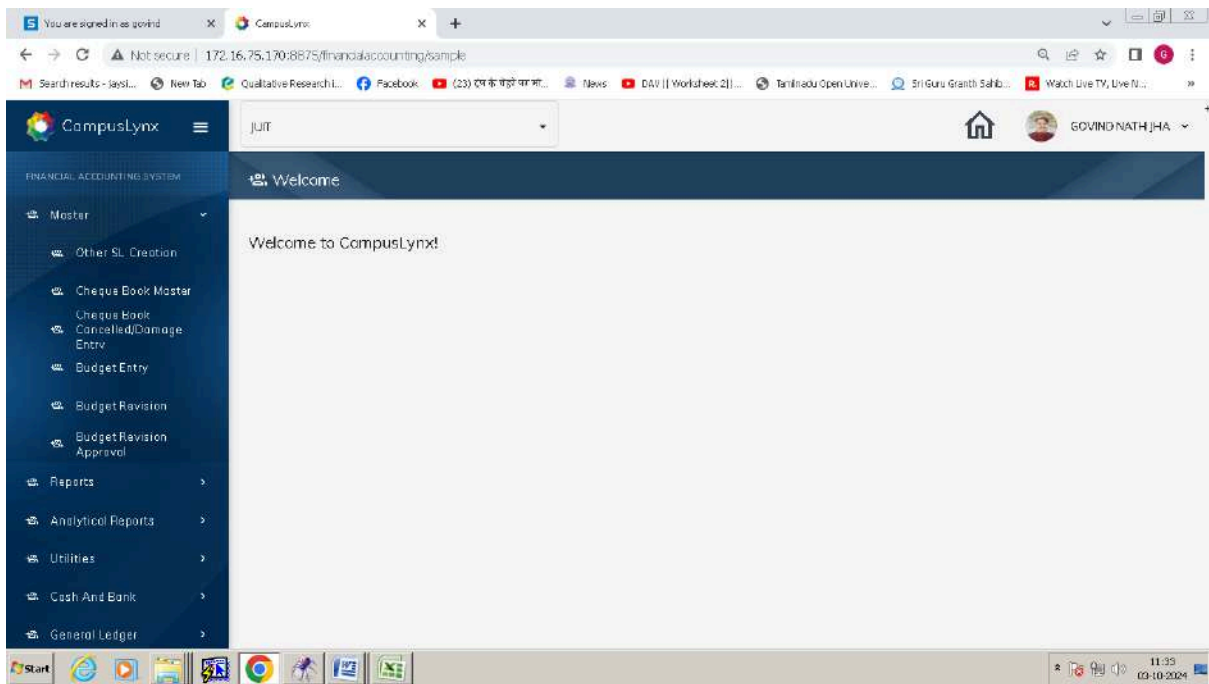 You are signed in as govind
CampusLynx
Not secure | 172.16.75.170:8875/financialaccounting/sample
Search results - jaysi...
New Tab
Qualitative Research i...
Facebook
News
DAV || Worksheet 2||...
Tamilnadu Open Unive...
Sri Guru Granth Sahib...
Watch Live TV, Live N...
CampusLynx
JUIT
GOVIND NATH JHA
FINANCIAL ACCOUNTING SYSTEM
Welcome
Master
Welcome to CampusLynx!
Other SL Creation
Cheque Book Master
Cheque Book
Cancelled/Damage
Entry
Budget Entry
Budget Revision
Budget Revision
Approval
Reports
Analytical Reports
Utilities
Cash And Bank
General Ledger
Start
11:33
03-10-2024